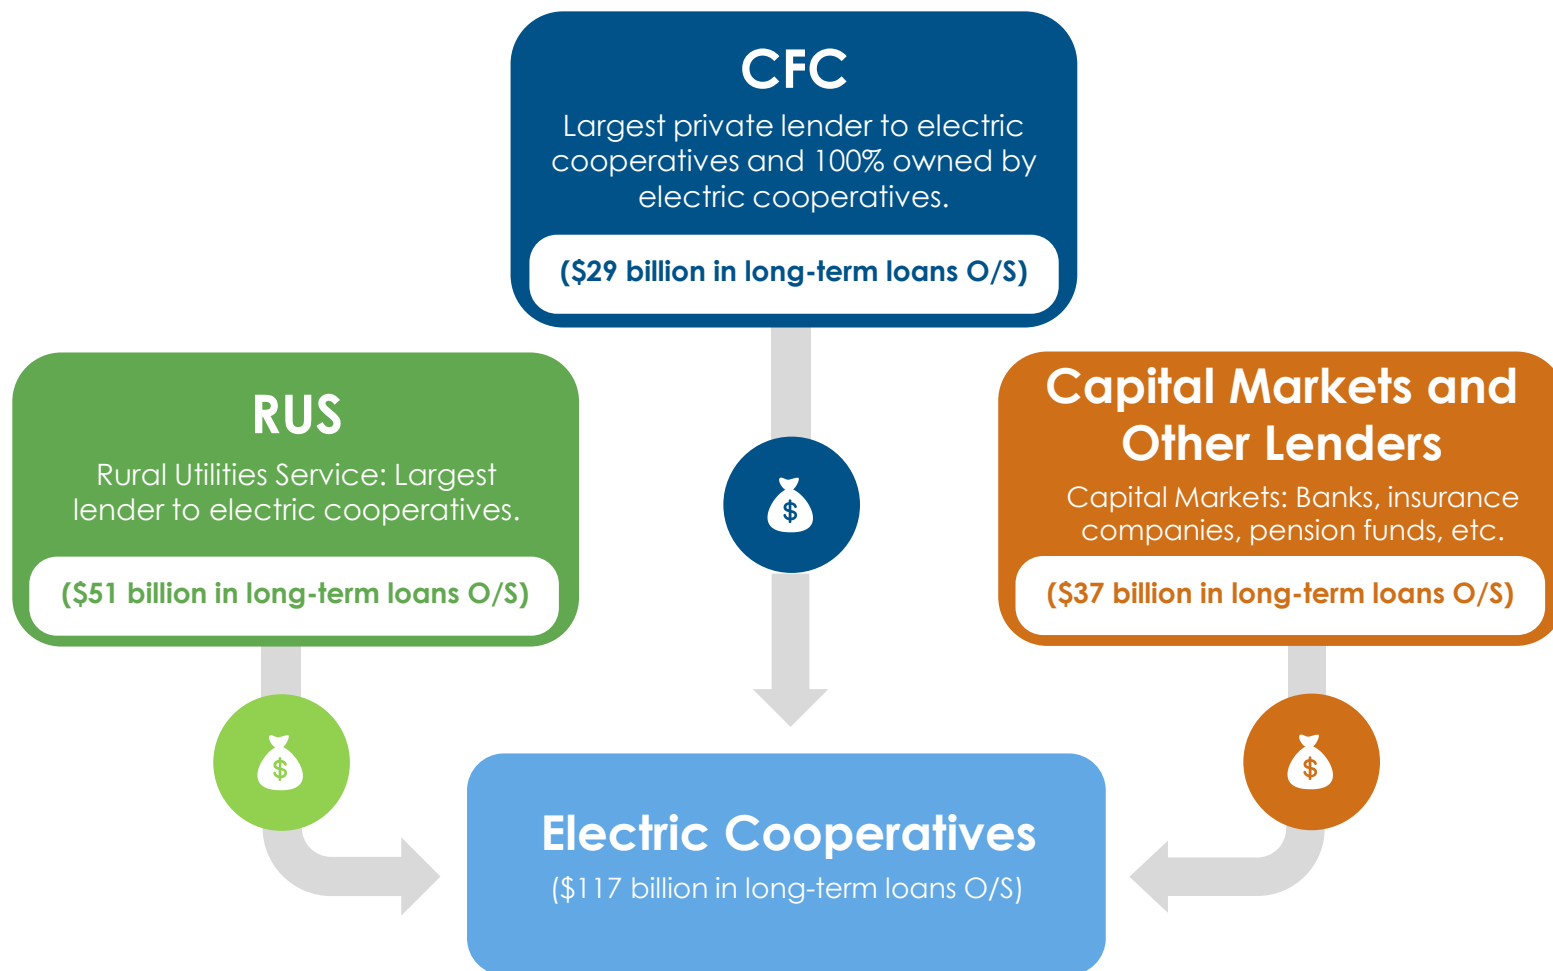 CFC
Largest private lender to electric
cooperatives and 100% owned by
electric cooperatives.
($29 billion in long-term loans O/S)
RUS
Rural Utilities Service: Largest
lender to electric cooperatives.
($51 billion in long-term loans O/S)
Capital Markets and
Other Lenders
Capital Markets: Banks, insurance
companies, pension funds, etc.
($37 billion in long-term loans O/S)
$
$
$
Electric Cooperatives
($117 billion in long-term loans O/S)